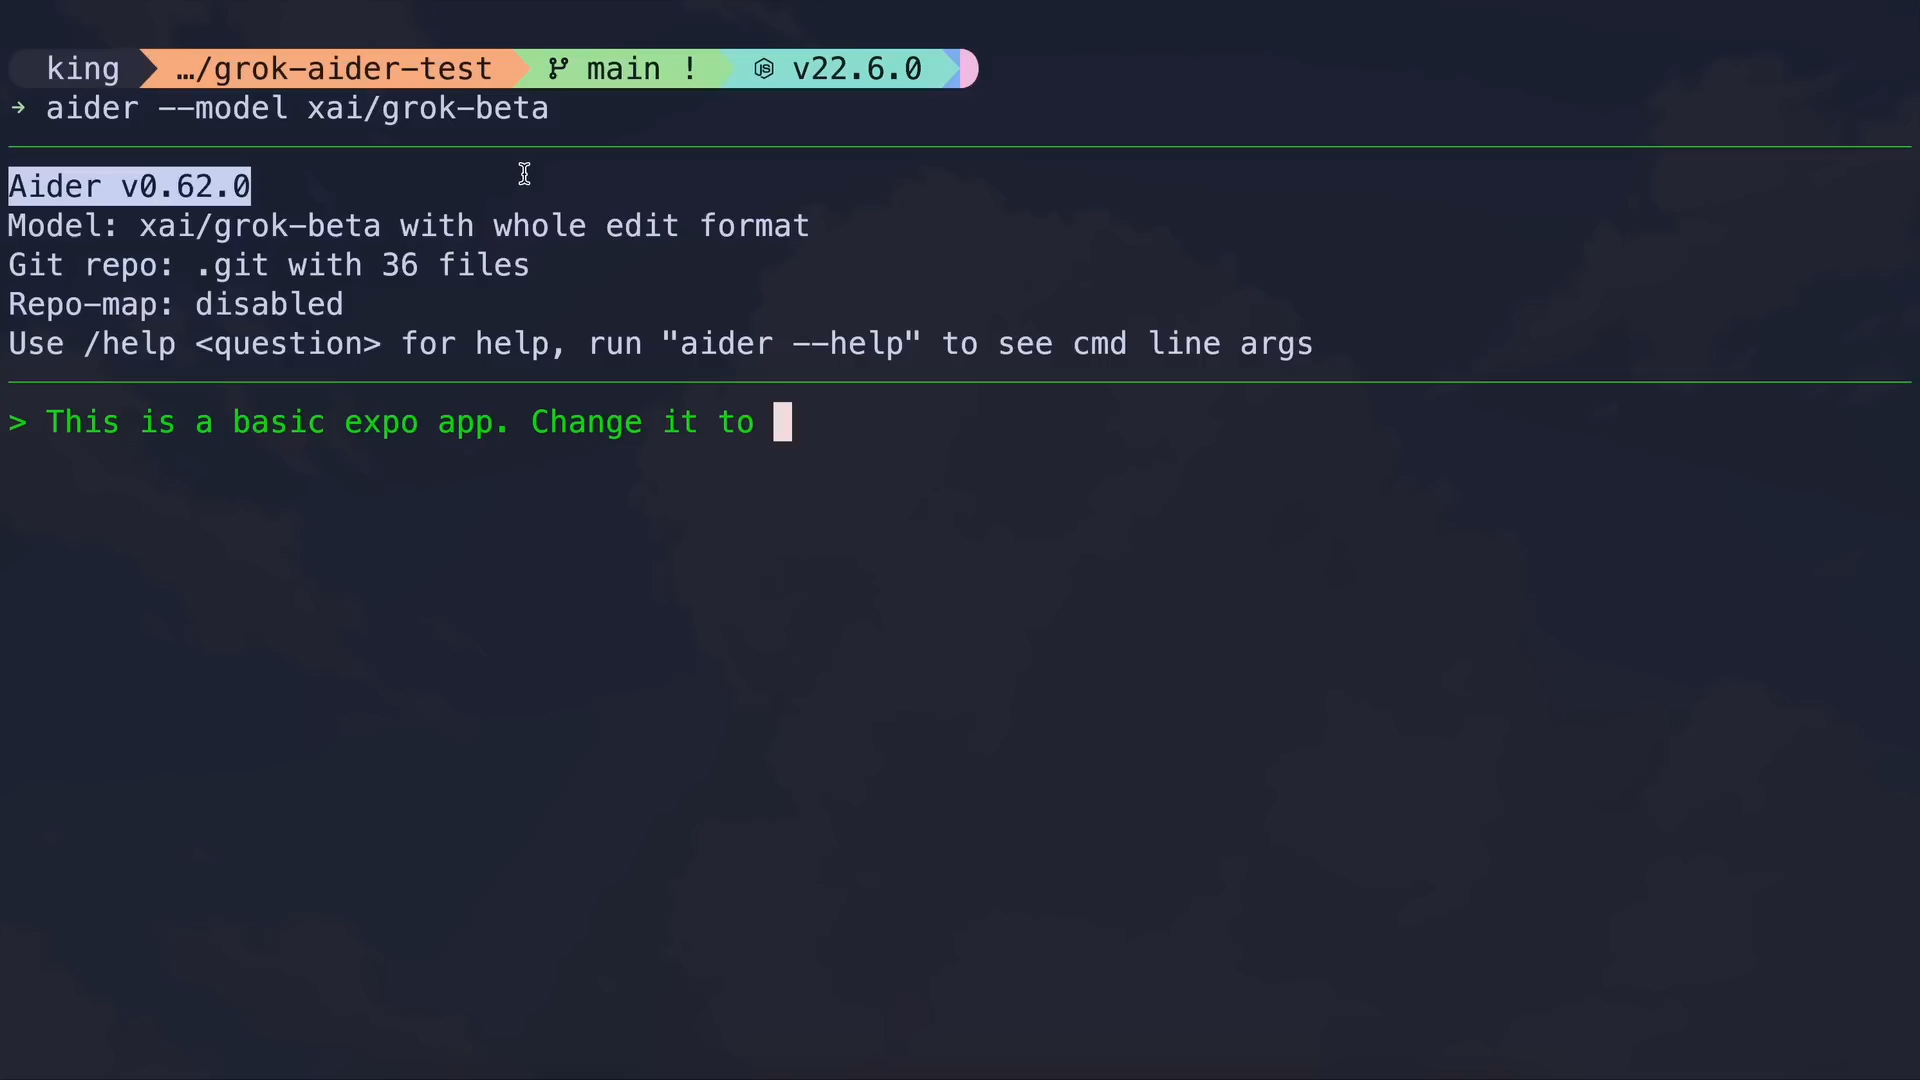 king …/grok-aider-test main ! v22.6.0
→ aider --model xai/grok-beta
Aider v0.62.0
Model: xai/grok-beta with whole edit format
Git repo: .git with 36 files
Repo-map: disabled
Use /help <question> for help, run "aider --help" to see cmd line args
> This is a basic expo app. Change it to